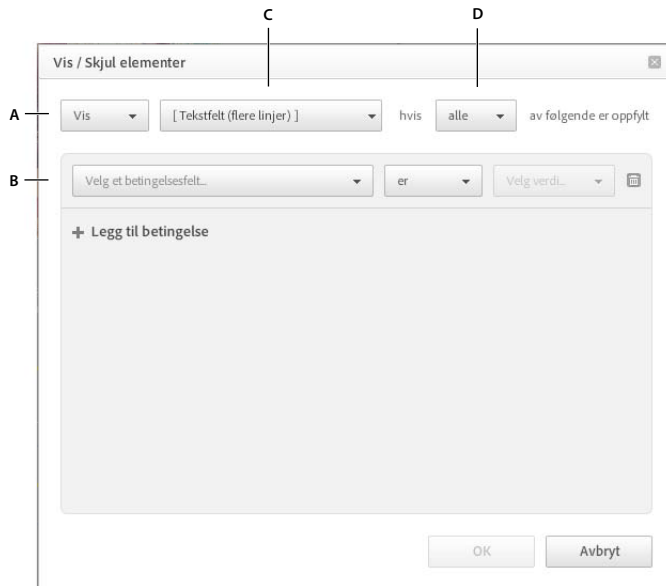 C D
Vis / Skjul elementer
A Vis [ Tekstfelt (flere linjer) ] hvis alle av følgende er oppfylt
B Velg et betingelsesfelt... er Velg verdi...
Legg til betingelse
OK Avbryt